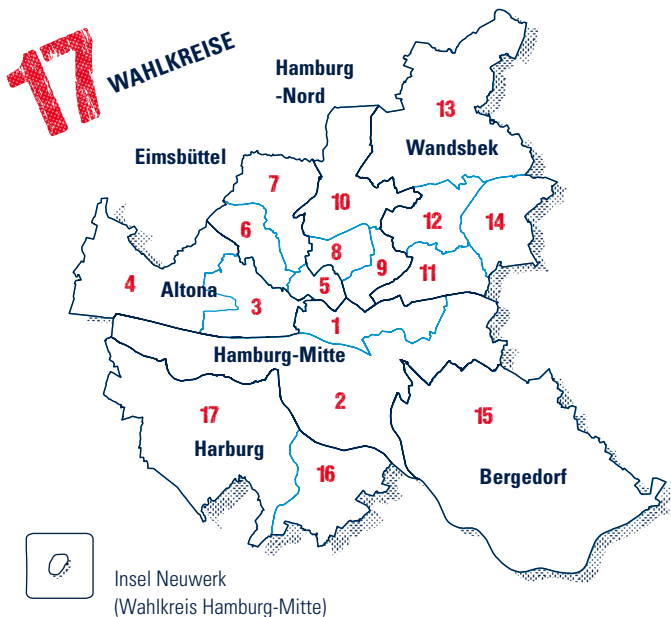 17 WAHLKREISE
Hamburg
-Nord
13
Wandsbek
Eimsbüttel
7
10
12
14
6
8
9
11
4
Altona
5
3
1
Hamburg-Mitte
2
17
15
Harburg
16
Bergedorf
Insel Neuwerk
(Wahlkreis Hamburg-Mitte)